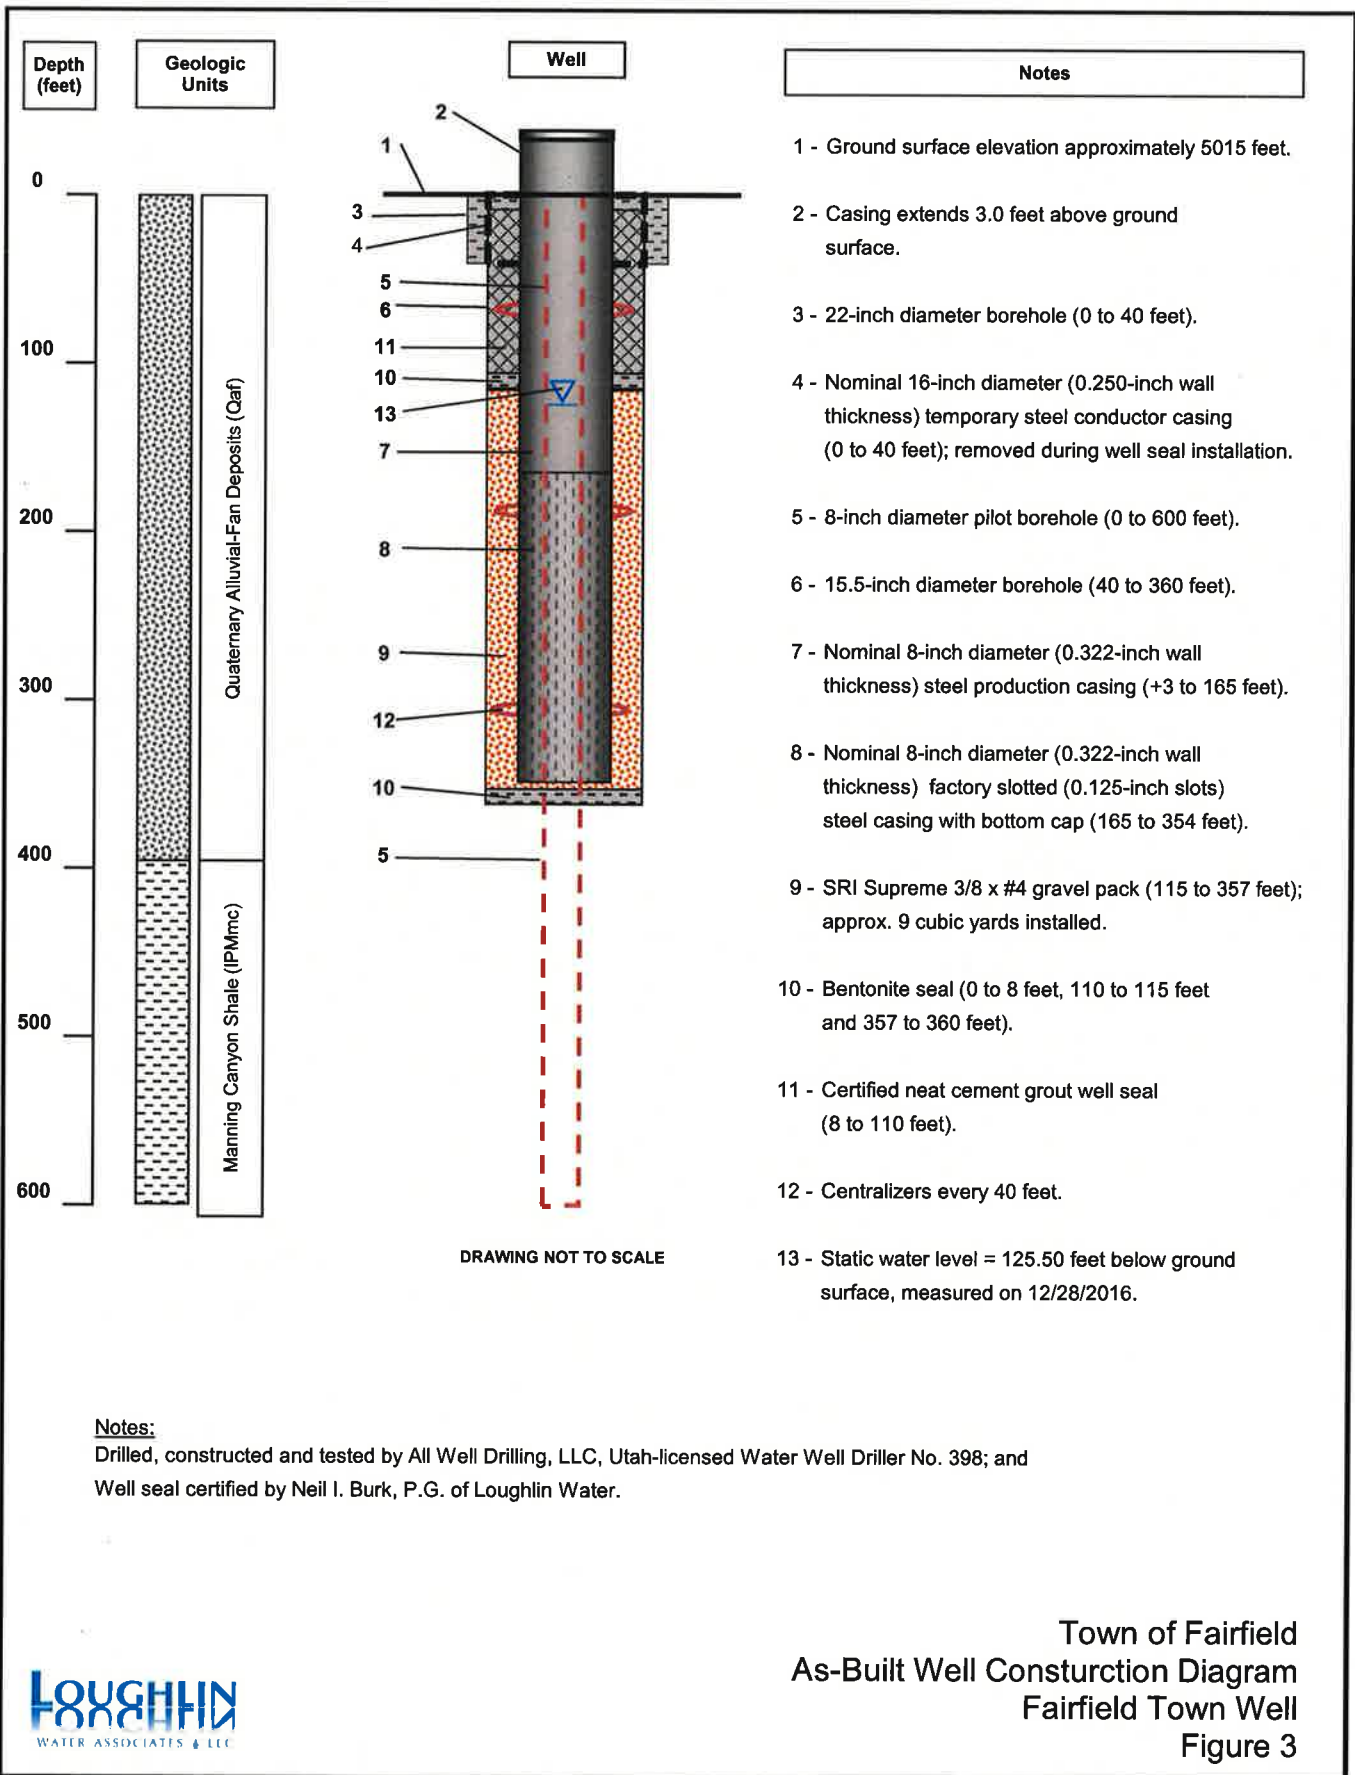 Depth
(feet)
Geologic
Units
Well
Notes
0
100
200
300
400
500
600
Quaternary Alluvial-Fan Deposits (Qaf)
Manning Canyon Shale (IPMmc)
2
1
3
4
5
6
11
10
13
7
8
9
12
10
5
DRAWING NOT TO SCALE
1 - Ground surface elevation approximately 5015 feet.
2 - Casing extends 3.0 feet above ground
surface.
3 - 22-inch diameter borehole (0 to 40 feet).
4 - Nominal 16-inch diameter (0.250-inch wall
thickness) temporary steel conductor casing
(0 to 40 feet); removed during well seal installation.
5 - 8-inch diameter pilot borehole (0 to 600 feet).
6 - 15.5-inch diameter borehole (40 to 360 feet).
7 - Nominal 8-inch diameter (0.322-inch wall
thickness) steel production casing (+3 to 165 feet).
8 - Nominal 8-inch diameter (0.322-inch wall
thickness) factory slotted (0.125-inch slots)
steel casing with bottom cap (165 to 354 feet).
9 - SRI Supreme 3/8 x #4 gravel pack (115 to 357 feet);
approx. 9 cubic yards installed.
10 - Bentonite seal (0 to 8 feet, 110 to 115 feet
and 357 to 360 feet).
11 - Certified neat cement grout well seal
(8 to 110 feet).
12 - Centralizers every 40 feet.
13 - Static water level = 125.50 feet below ground
surface, measured on 12/28/2016.
Notes:
Drilled, constructed and tested by All Well Drilling, LLC, Utah-licensed Water Well Driller No. 398; and
Well seal certified by Neil I. Burk, P.G. of Loughlin Water.
LOUGHLIN
WATER ASSOCIATES LLC
Town of Fairfield
As-Built Well Consturction Diagram
Fairfield Town Well
Figure 3